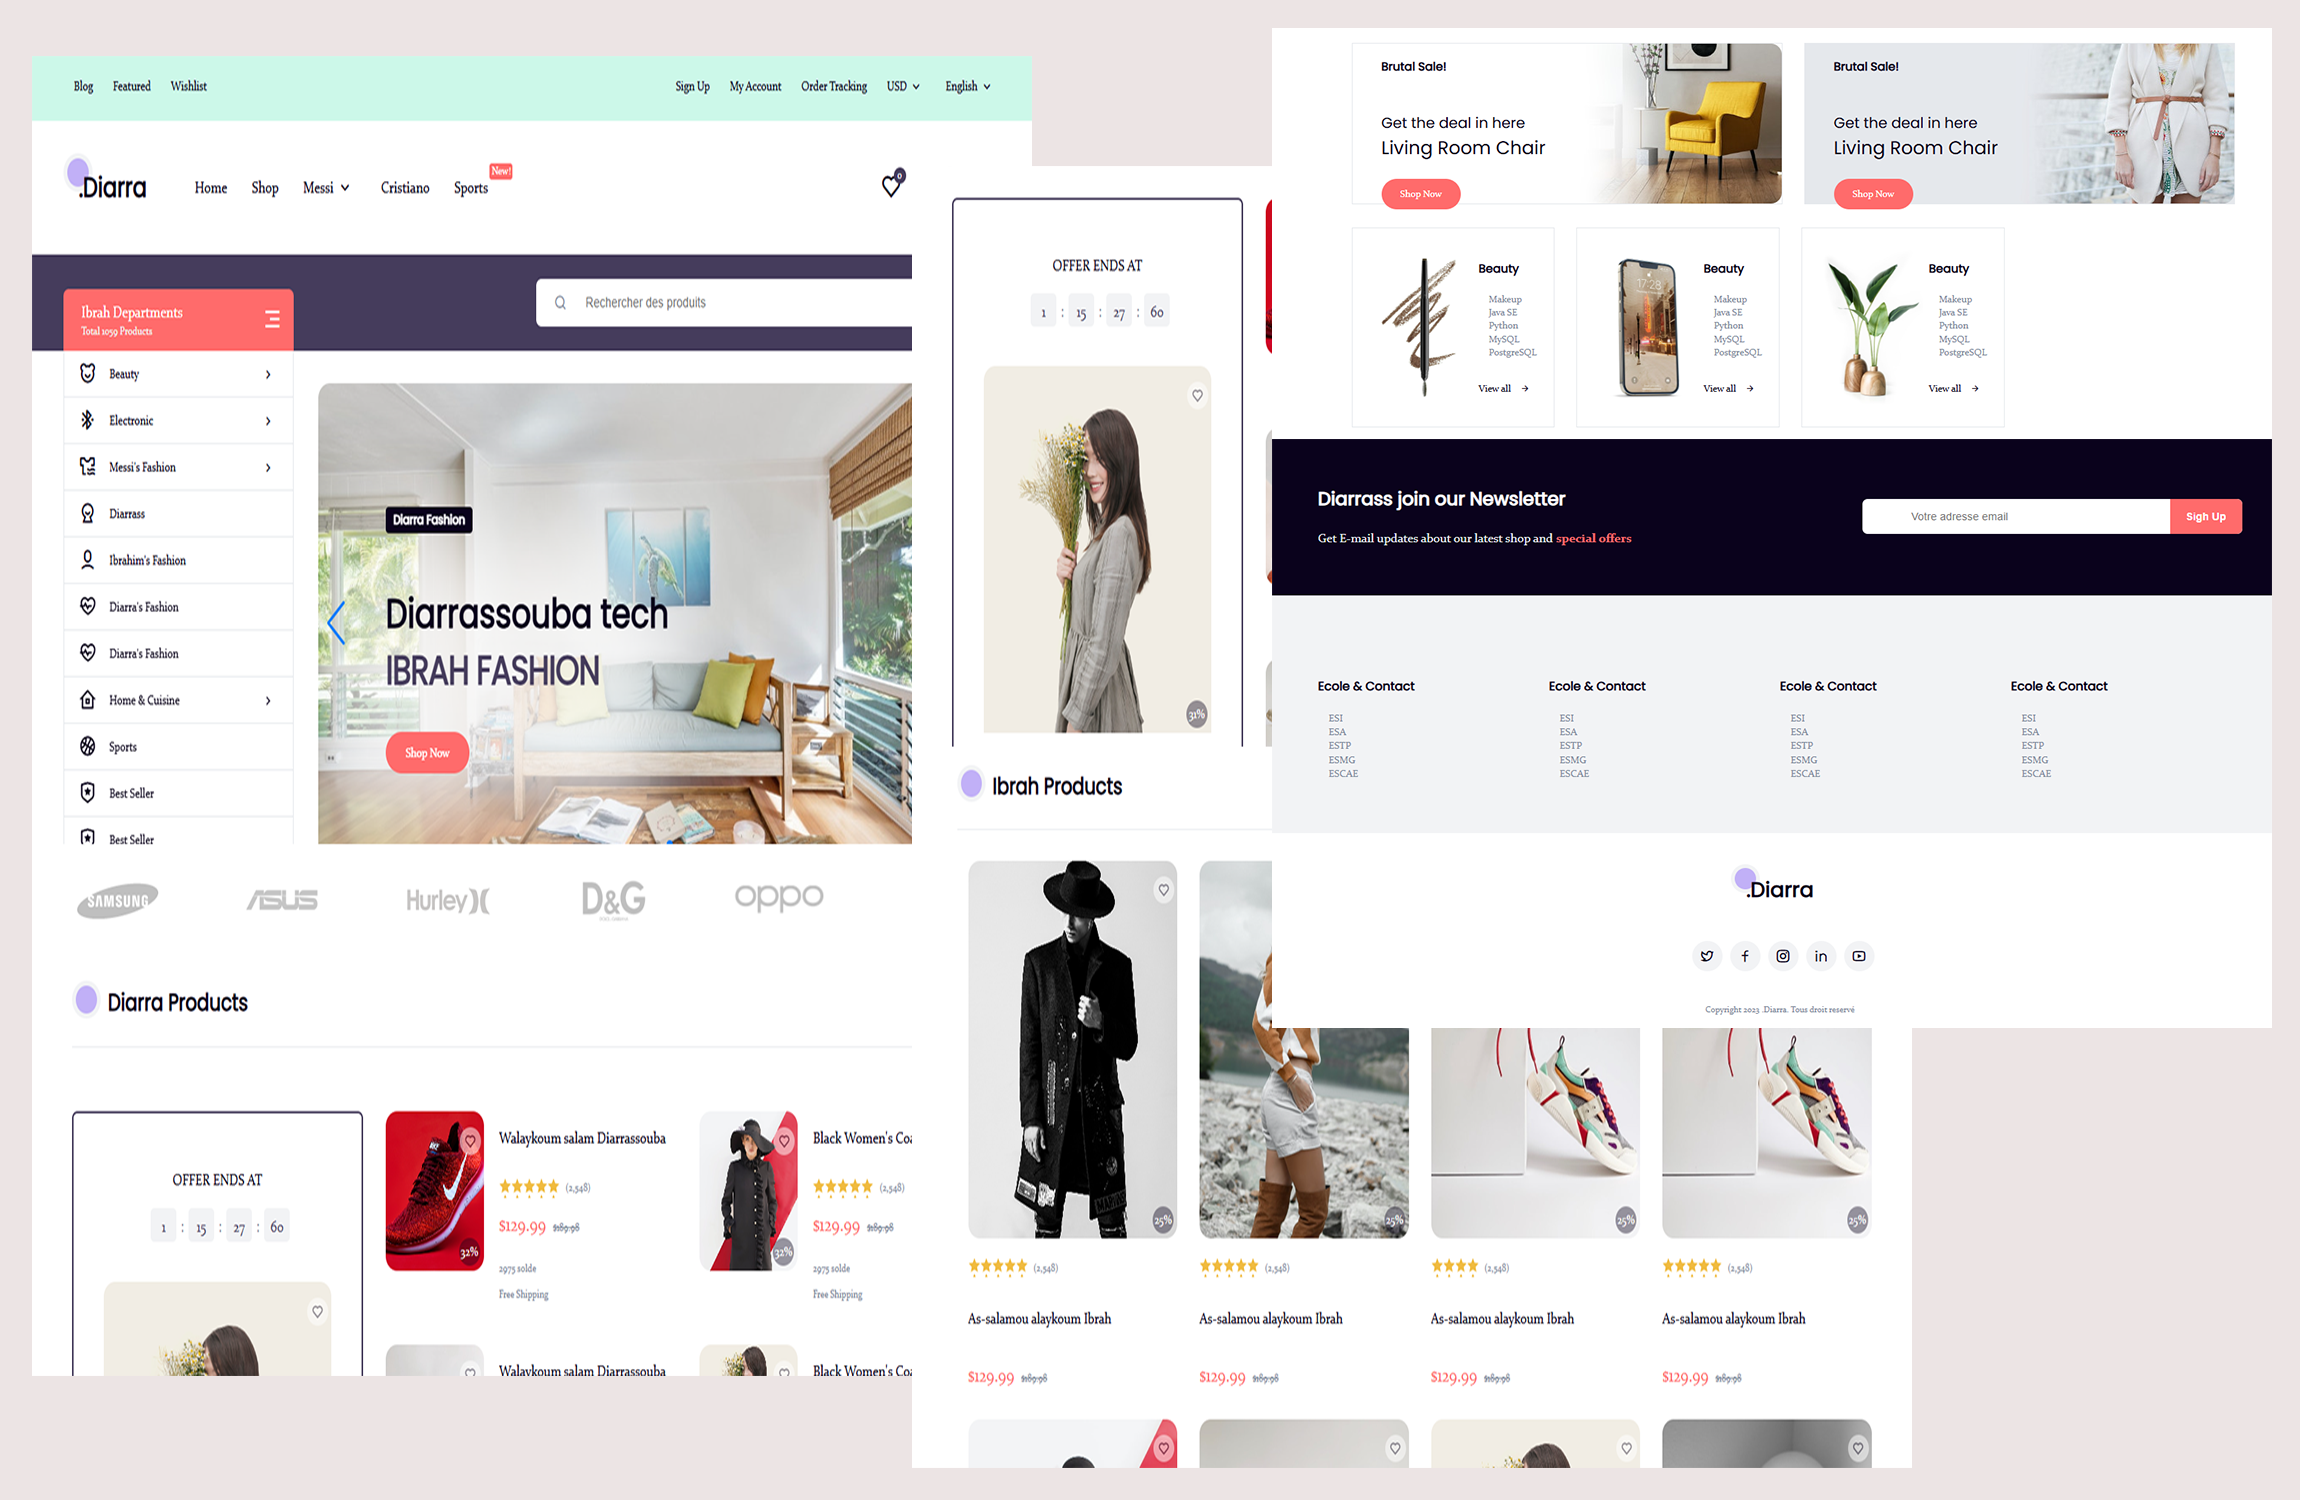 Blog Featured Wishlist
Sign Up My Account Order Tracking USD English
.Diarra
Home Shop Messi Cristiano Sports New!
0
Ibrah Departments
Total 1059 Products
Rechercher des produits
Beauty
Electronic
Messi's Fashion
Diarrass
Ibrahim's Fashion
Diarra's Fashion
Diarra's Fashion
Home & Cuisine
Sports
Best Seller
Best Seller
Diarra Fashion
Diarrassouba tech
IBRAH FASHION
Shop Now
SAMSUNG ASUS Hurley D&G oppo
Diarra Products
OFFER ENDS AT
1 : 15 : 27 : 60
Walaykoum salam Diarrassouba
(2,548)
$129.99 $189.98
2975 solde
Free Shipping
32%
Black Women's Coa
(2,548)
$129.99 $189.98
2975 solde
Free Shipping
32%
Walaykoum salam Diarrassouba
Black Women's Coa
OFFER ENDS AT
1 : 15 : 27 : 60
31%
Ibrah Products
25% 25% 25% 25%
(2,548) (2,548) (2,548) (2,548)
As-salamou alaykoum Ibrah As-salamou alaykoum Ibrah As-salamou alaykoum Ibrah As-salamou alaykoum Ibrah
$129.99 $189.98 $129.99 $189.98 $129.99 $189.98 $129.99 $189.98
Brutal Sale!
Get the deal in here
Living Room Chair
Shop Now
Brutal Sale!
Get the deal in here
Living Room Chair
Shop Now
Beauty
Makeup
Java SE
Python
MySQL
PostgreSQL
View all
17:28
Beauty
Makeup
Java SE
Python
MySQL
PostgreSQL
View all
Beauty
Makeup
Java SE
Python
MySQL
PostgreSQL
View all
Diarrass join our Newsletter
Get E-mail updates about our latest shop and special offers
Votre adresse email
Sigh Up
Ecole & Contact
ESI
ESA
ESTP
ESMG
ESCAE
Ecole & Contact
ESI
ESA
ESTP
ESMG
ESCAE
Ecole & Contact
ESI
ESA
ESTP
ESMG
ESCAE
Ecole & Contact
ESI
ESA
ESTP
ESMG
ESCAE
.Diarra
Copyright 2023 .Diarra. Tous droit reservé